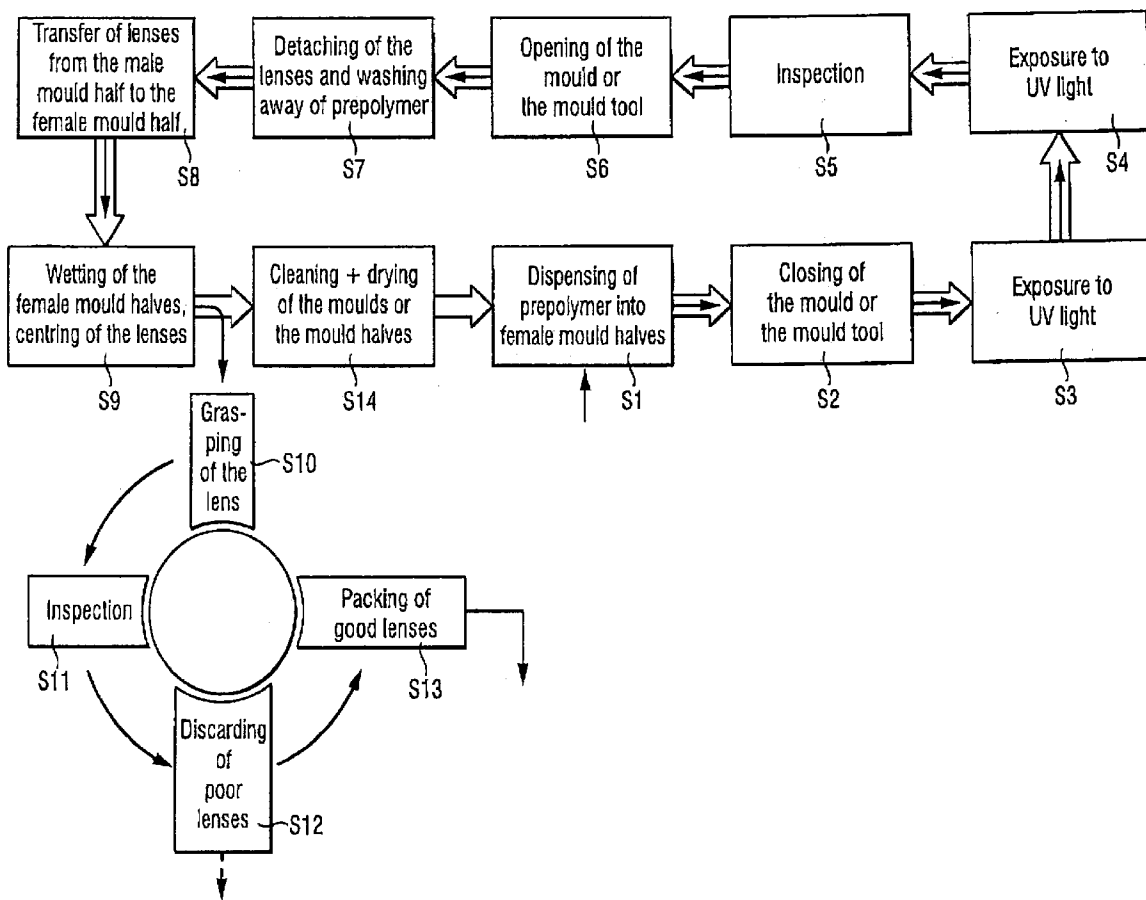 Transfer of lenses
from the male
mould half to the
female mould half
S8
Detaching of the
lenses and washing
away of prepolymer
S7
Opening of the
mould or
the mould tool
S6
Inspection
S5
Exposure to
UV light
S4
Wetting of the
female mould halves,
centring of the lenses
S9
Cleaning + drying
of the moulds or
the mould halves
S14
Dispensing of
prepolymer into
female mould halves
S1
Closing of
the mould or
the mould tool
S2
Exposure to
UV light
S3
Gras-
ping
of the
lens
S10
Inspection
S11
Packing of
good lenses
S13
Discarding
of
poor
lenses
S12